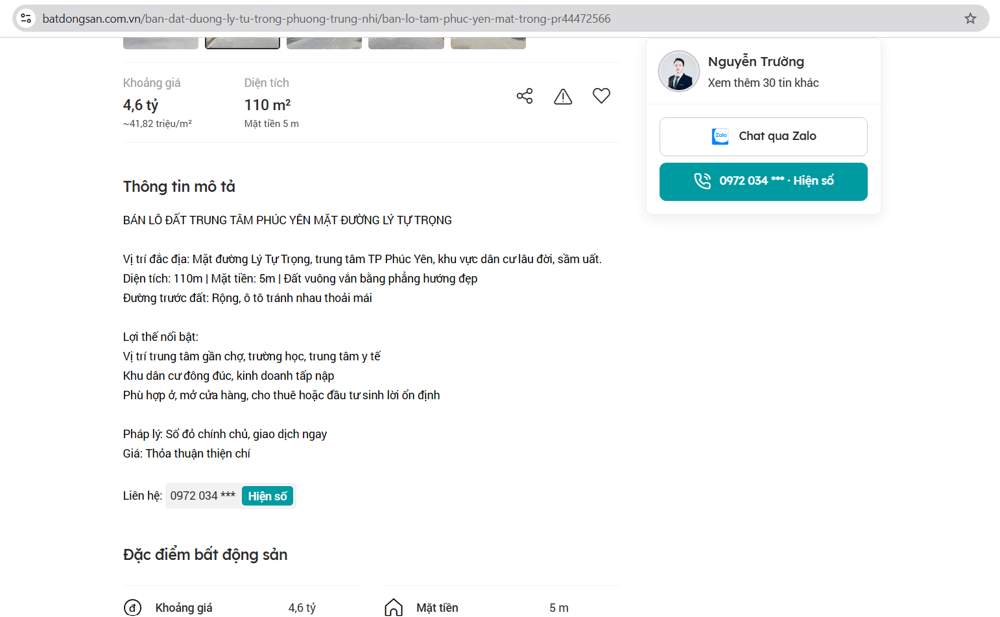 batdongsan.com.vn/ban-dat-duong-ly-tu-trong-phuong-trung-nhi/ban-lo-tam-phuc-yen-mat-trong-pr44472566
Khoảng giá
4,6 tỷ
~41,82 triệu/m²
Diện tích
110 m²
Mặt tiền 5 m
Nguyễn Trường
Xem thêm 30 tin khác
Zalo
Chat qua Zalo
0972 034 *** · Hiện số
Thông tin mô tả
BÁN LÔ ĐẤT TRUNG TÂM PHÚC YÊN MẶT ĐƯỜNG LÝ TỰ TRỌNG
Vị trí đắc địa: Mặt đường Lý Tự Trọng, trung tâm TP Phúc Yên, khu vực dân cư lâu đời, sầm uất.
Diện tích: 110m | Mặt tiền: 5m | Đất vuông vắn bằng phẳng hướng đẹp
Đường trước đất: Rộng, ô tô tránh nhau thoải mái
Lợi thế nổi bật:
Vị trí trung tâm gần chợ, trường học, trung tâm y tế
Khu dân cư đông đúc, kinh doanh tấp nập
Phù hợp ở, mở cửa hàng, cho thuê hoặc đầu tư sinh lời ổn định
Pháp lý: Sổ đỏ chính chủ, giao dịch ngay
Giá: Thỏa thuận thiện chí
Liên hệ: 0972 034 *** Hiện số
Đặc điểm bất động sản
đ Khoảng giá 4,6 tỷ
Mặt tiền 5 m